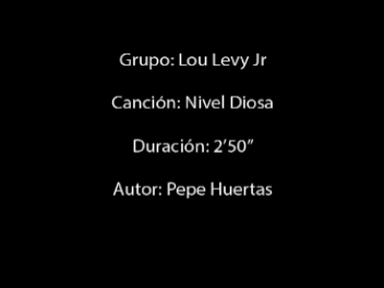 Grupo: Lou Levy Jr
Canción: Nivel Diosa
Duración: 2’50”
Autor: Pepe Huertas